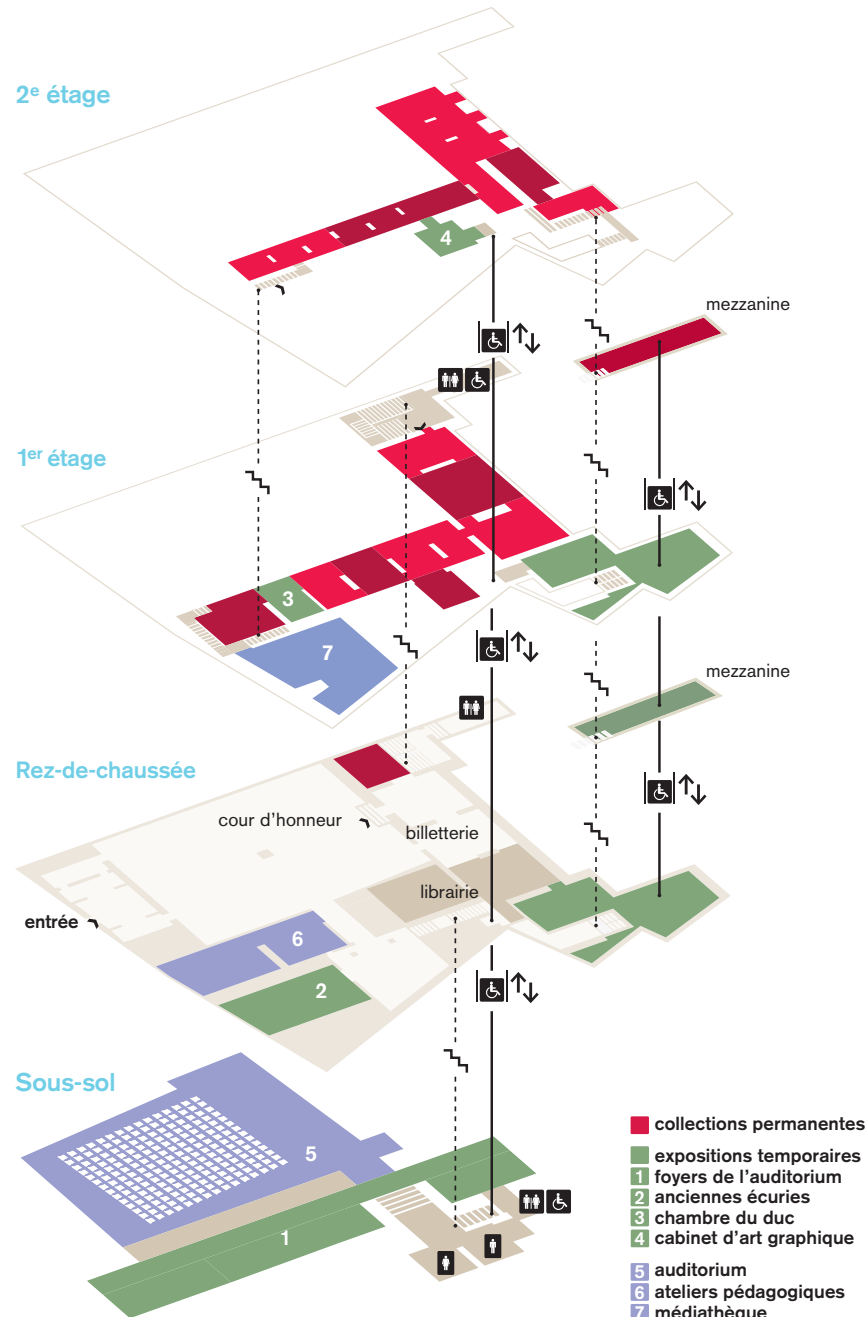 2e étage
4
mezzanine
1er étage
3
7
mezzanine
Rez-de-chaussée
cour d'honneur
billetterie
librairie
entrée
6
2
Sous-sol
5
1
collections permanentes
expositions temporaires
1 foyers de l'auditorium
2 anciennes écuries
3 chambre du duc
4 cabinet d'art graphique
5 auditorium
6 ateliers pédagogiques
7 médiathèque